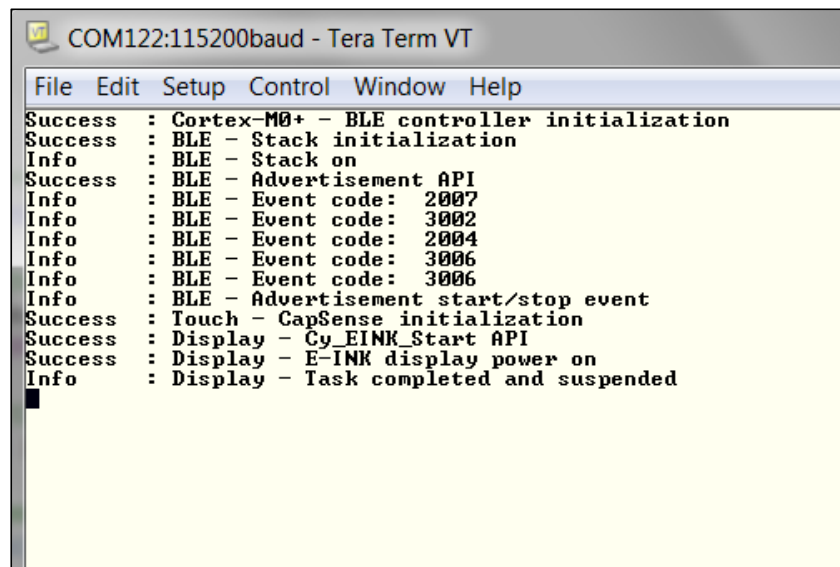 COM122:115200baud - Tera Term VT
File Edit Setup Control Window Help
Success : Cortex-M0+ - BLE controller initialization
Success : BLE - Stack initialization
Info : BLE - Stack on
Success : BLE - Advertisement API
Info : BLE - Event code: 2007
Info : BLE - Event code: 3002
Info : BLE - Event code: 2004
Info : BLE - Event code: 3006
Info : BLE - Event code: 3006
Info : BLE - Advertisement start/stop event
Success : Touch - CapSense initialization
Success : Display - Cy_EINK_Start API
Success : Display - E-INK display power on
Info : Display - Task completed and suspended